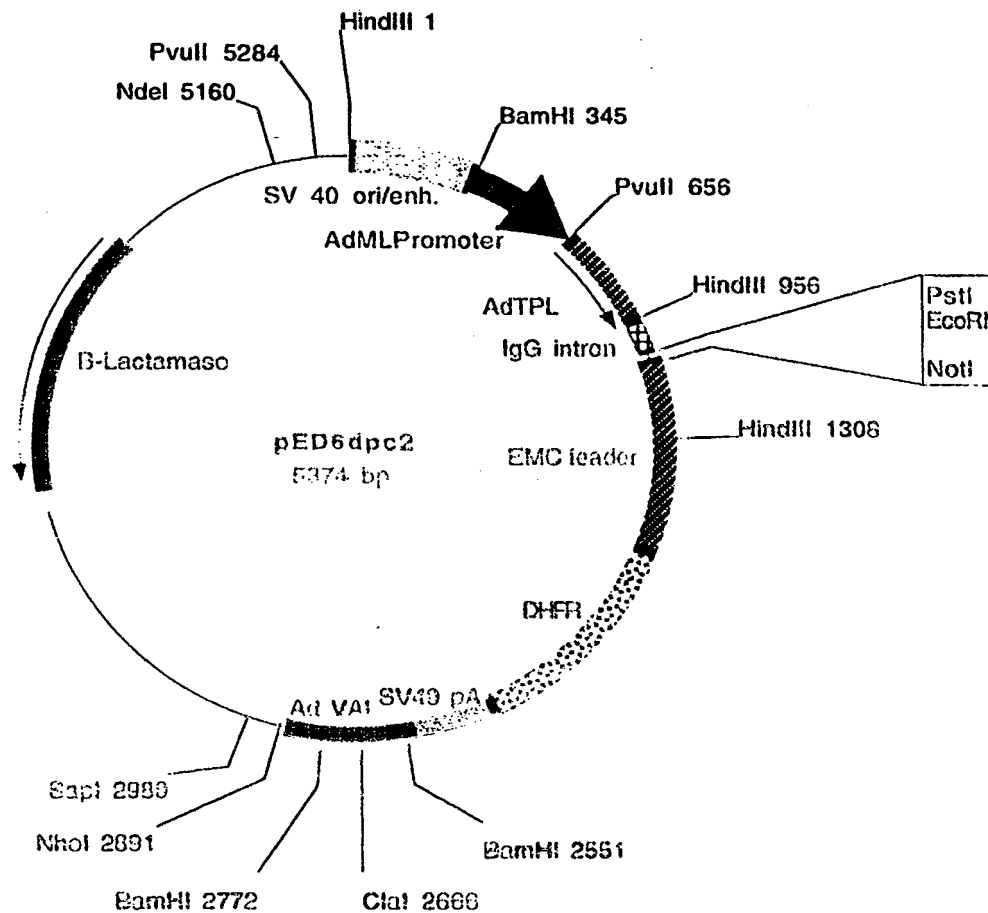 HindIII 1
PvuII 5284
NdeI 5160
BamHI 345
SV 40 ori/enh.
PvuII 656
AdMLPromoter
HindIII 956
AdTPL
IgG intron
PstI
EcoRI
NotI
B-Lactamase
HindIII 1308
pED6dpc2
5374 bp
EMC leader
DHFR
SV40 pA
Ad VAI
SapI 2980
NheI 2891
BamHI 2551
BamHI 2772
ClaI 2666